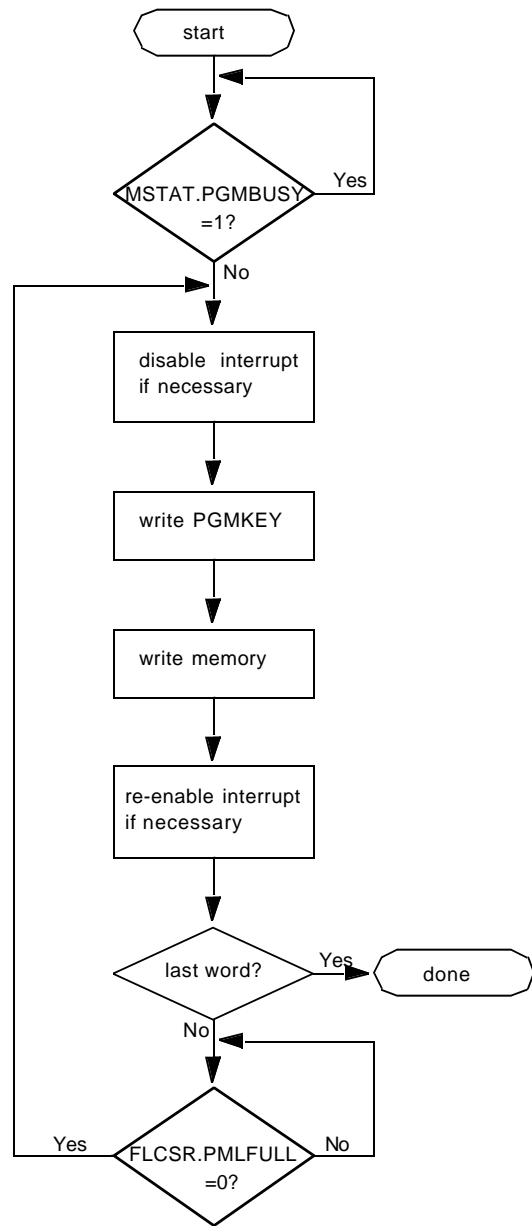 start
MSTAT.PGMBUSY
=1?
Yes
No
disable interrupt
if necessary
write PGMKEY
write memory
re-enable interrupt
if necessary
last word?
Yes
done
No
FLCSR.PMLFULL
=0?
Yes
No